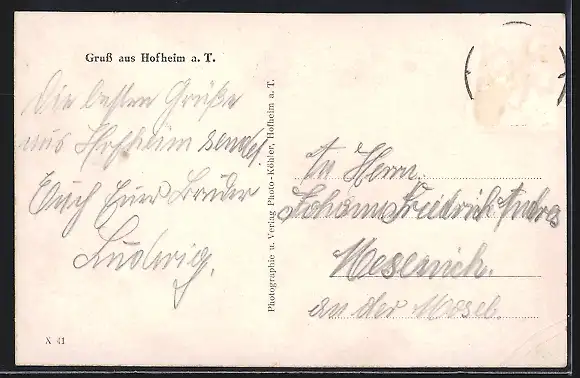 Gruß aus Hofheim a. T.
Die besten Grüße
aus Hofheim sendet
Euch Euer Bruder
Ludwig.
Photographie u. Verlag Photo-Köhler, Hofheim a. T.
An Herrn
Johann Friedrich Andres
Mesenich.
an der Mosel.
X 41